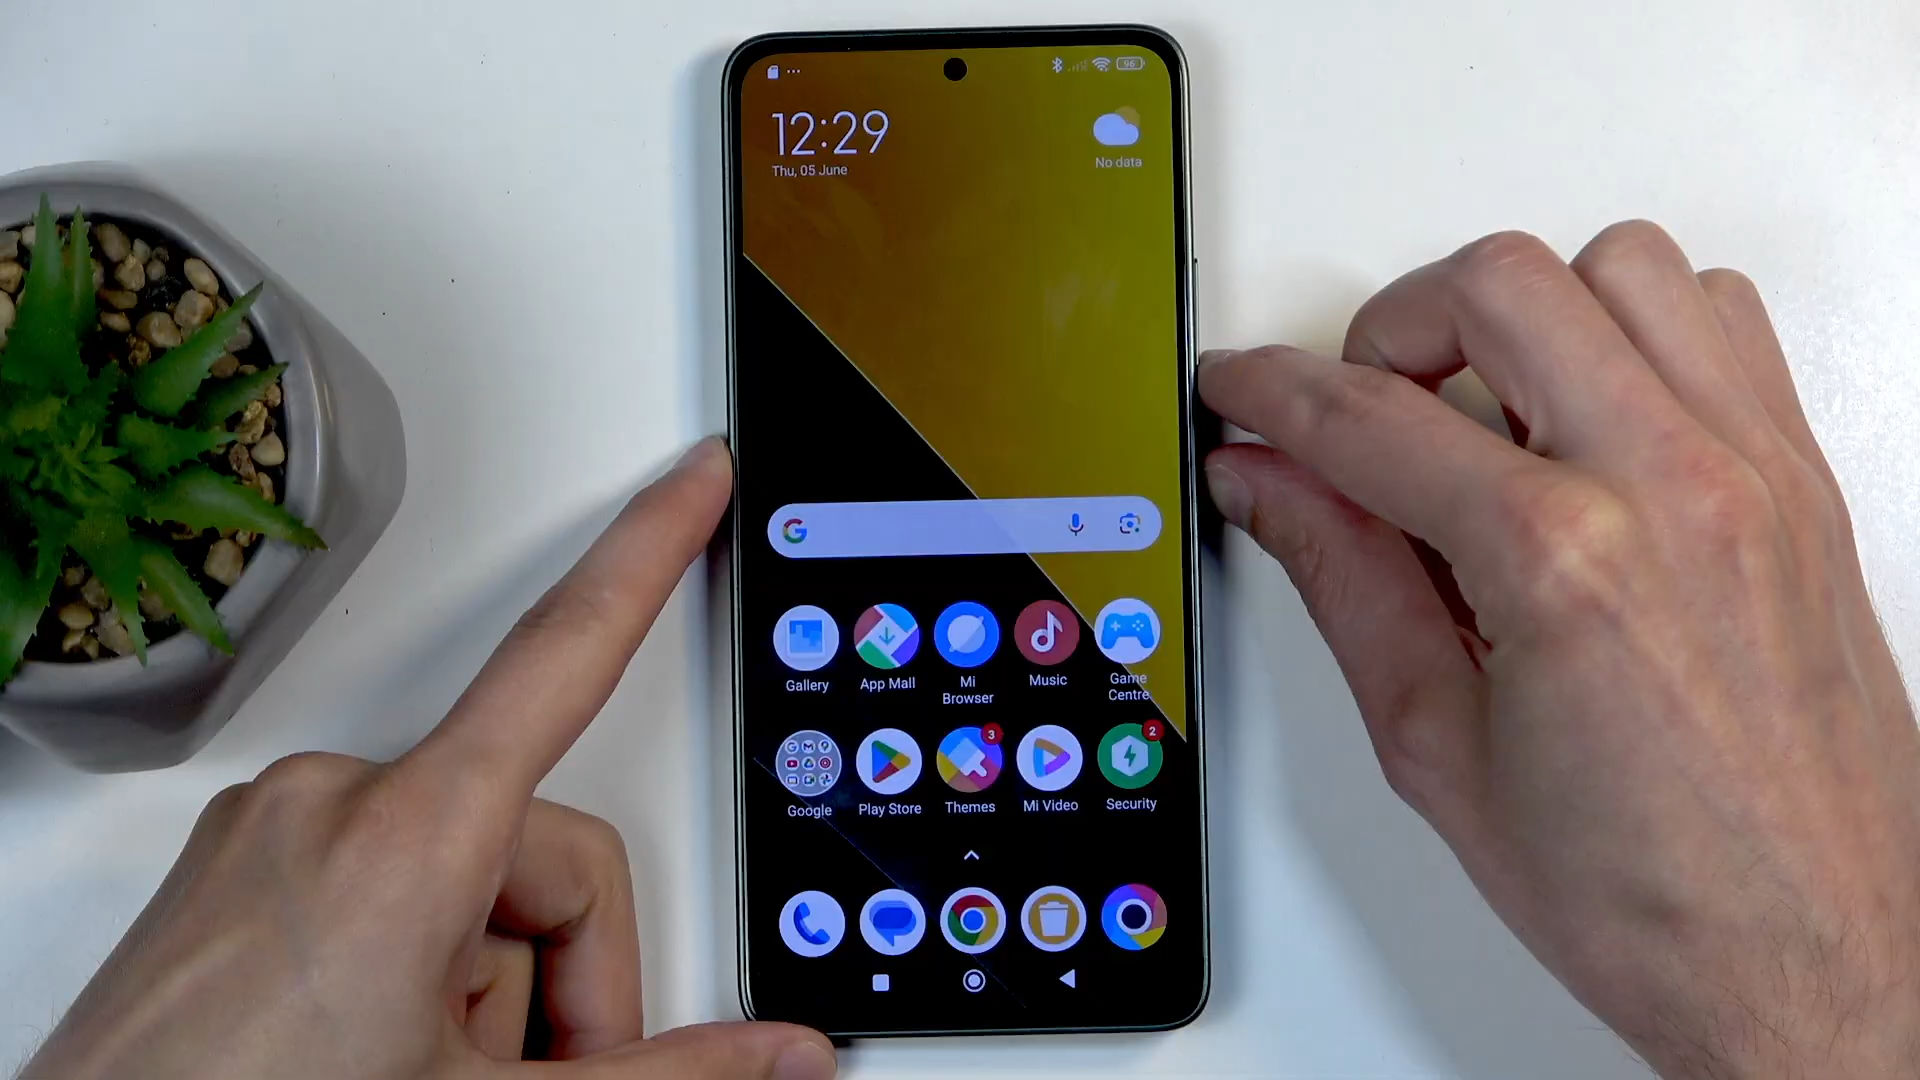 96
12:29
Thu, 05 June
No data
Gallery
App Mall
Mi
Browser
Music
Game
Centre
3
2
Google
Play Store
Themes
Mi Video
Security